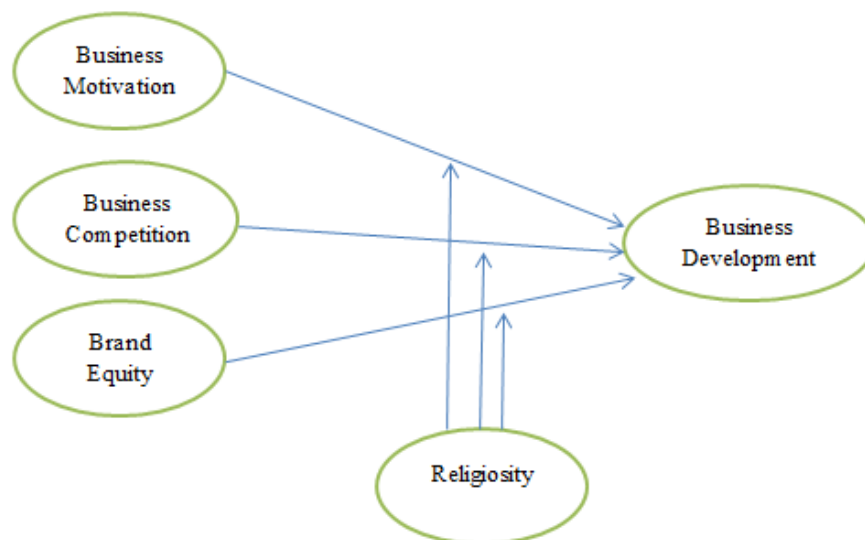 Business
Motivation
Business
Competition
Business
Development
Brand
Equity
Religiosity